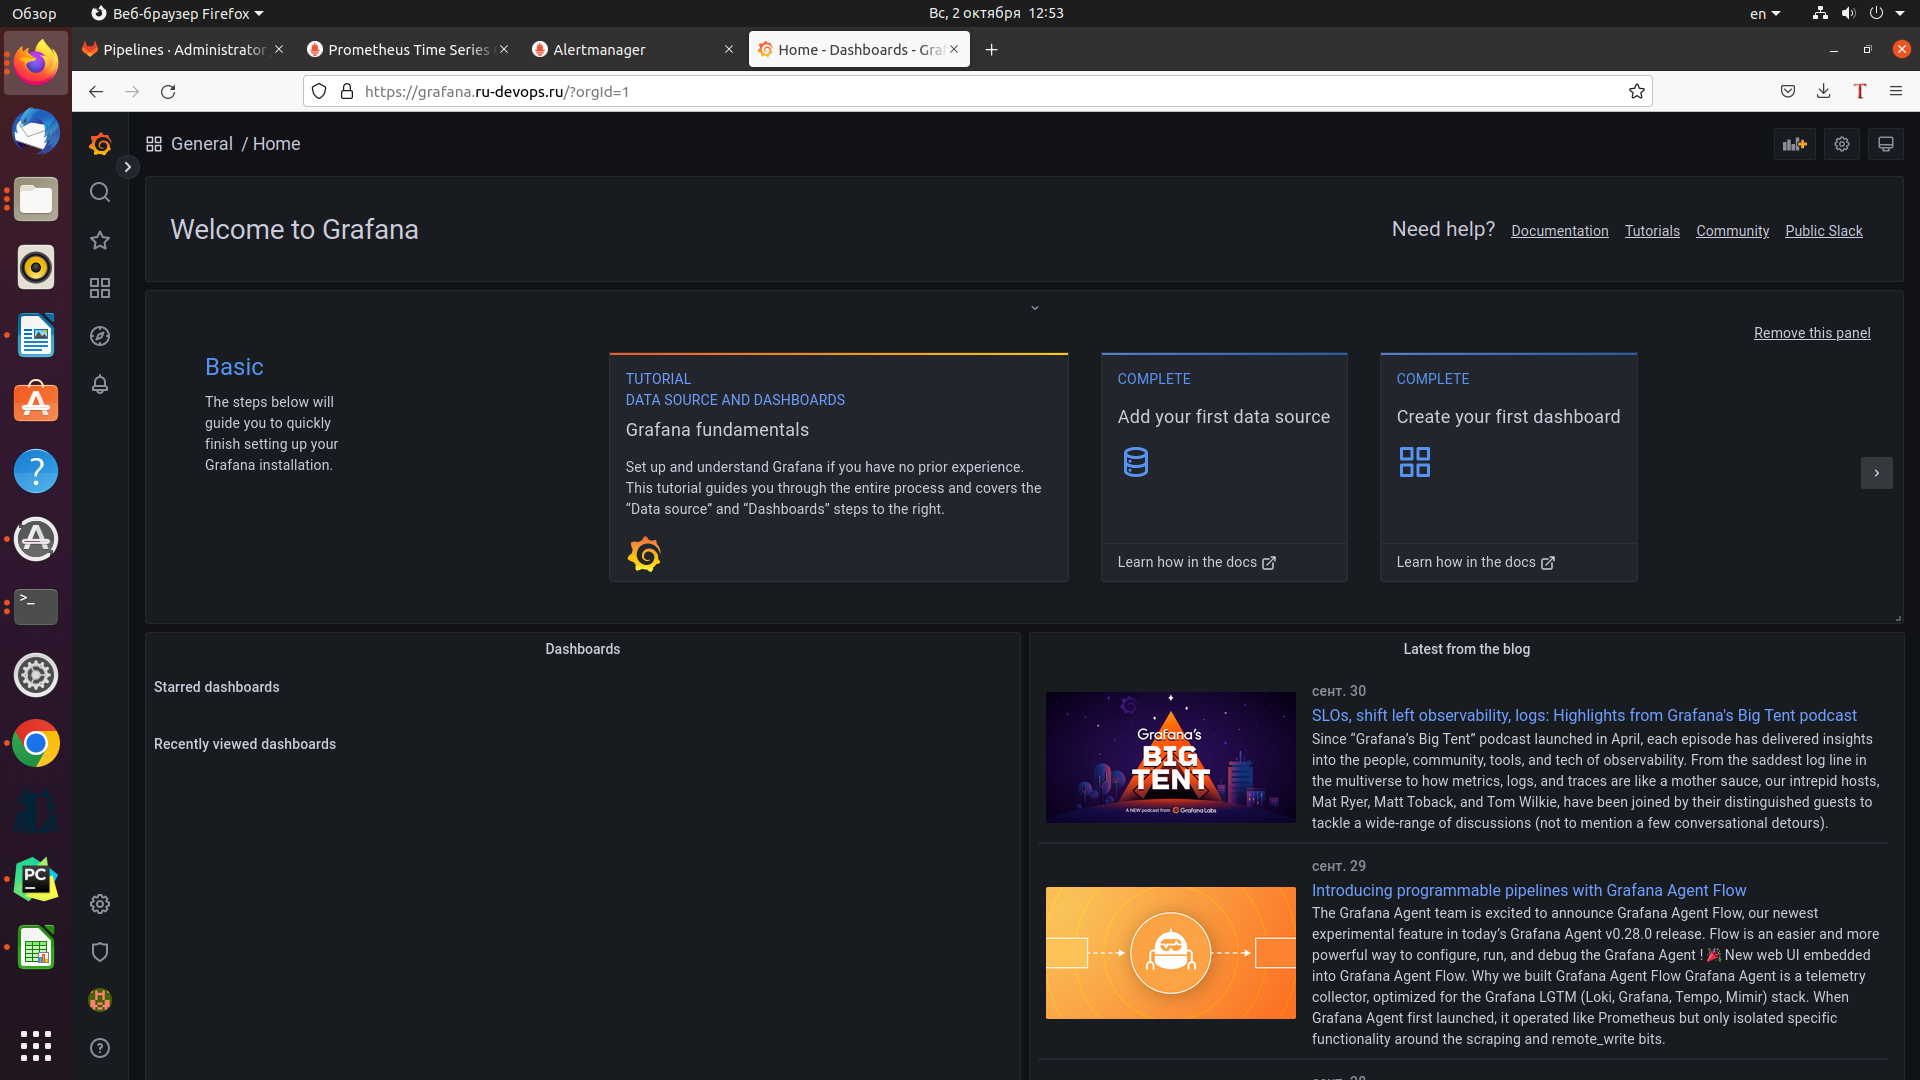 Обзор
Веб-браузер Firefox
Вс, 2 октября 12:53
en
Pipelines · Administrator
Prometheus Time Series
Alertmanager
Home - Dashboards - Graf
https://grafana.ru-devops.ru/?orgId=1
General / Home
Welcome to Grafana
Need help? Documentation Tutorials Community Public Slack
Remove this panel
Basic
The steps below will
guide you to quickly
finish setting up your
Grafana installation.
TUTORIAL
DATA SOURCE AND DASHBOARDS
Grafana fundamentals
Set up and understand Grafana if you have no prior experience.
This tutorial guides you through the entire process and covers the
“Data source” and “Dashboards” steps to the right.
COMPLETE
Add your first data source
Learn how in the docs
COMPLETE
Create your first dashboard
Learn how in the docs
Dashboards
Starred dashboards
Recently viewed dashboards
Latest from the blog
Grafana's
BIG
TENT
A NEW podcast from Grafana Labs
сент. 30
SLOs, shift left observability, logs: Highlights from Grafana's Big Tent podcast
Since “Grafana’s Big Tent” podcast launched in April, each episode has delivered insights
into the people, community, tools, and tech of observability. From the saddest log line in
the multiverse to how metrics, logs, and traces are like a mother sauce, our intrepid hosts,
Mat Ryer, Matt Toback, and Tom Wilkie, have been joined by their distinguished guests to
tackle a wide-range of discussions (not to mention a few conversational detours).
сент. 29
Introducing programmable pipelines with Grafana Agent Flow
The Grafana Agent team is excited to announce Grafana Agent Flow, our newest
experimental feature in today’s Grafana Agent v0.28.0 release. Flow is an easier and more
powerful way to configure, run, and debug the Grafana Agent ! 🎉 New web UI embedded
into Grafana Agent Flow. Why we built Grafana Agent Flow Grafana Agent is a telemetry
collector, optimized for the Grafana LGTM (Loki, Grafana, Tempo, Mimir) stack. When
Grafana Agent first launched, it operated like Prometheus but only isolated specific
functionality around the scraping and remote_write bits.